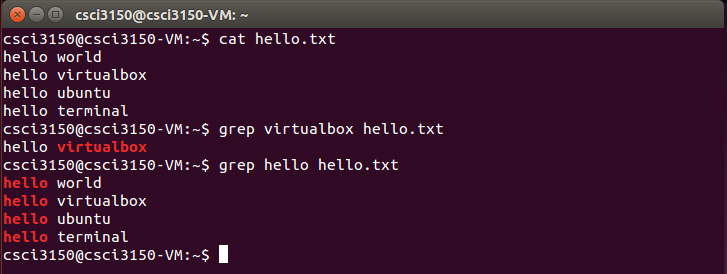 csci3150@csci3150-VM: ~
csci3150@csci3150-VM:~$ cat hello.txt
hello world
hello virtualbox
hello ubuntu
hello terminal
csci3150@csci3150-VM:~$ grep virtualbox hello.txt
hello virtualbox
csci3150@csci3150-VM:~$ grep hello hello.txt
hello world
hello virtualbox
hello ubuntu
hello terminal
csci3150@csci3150-VM:~$